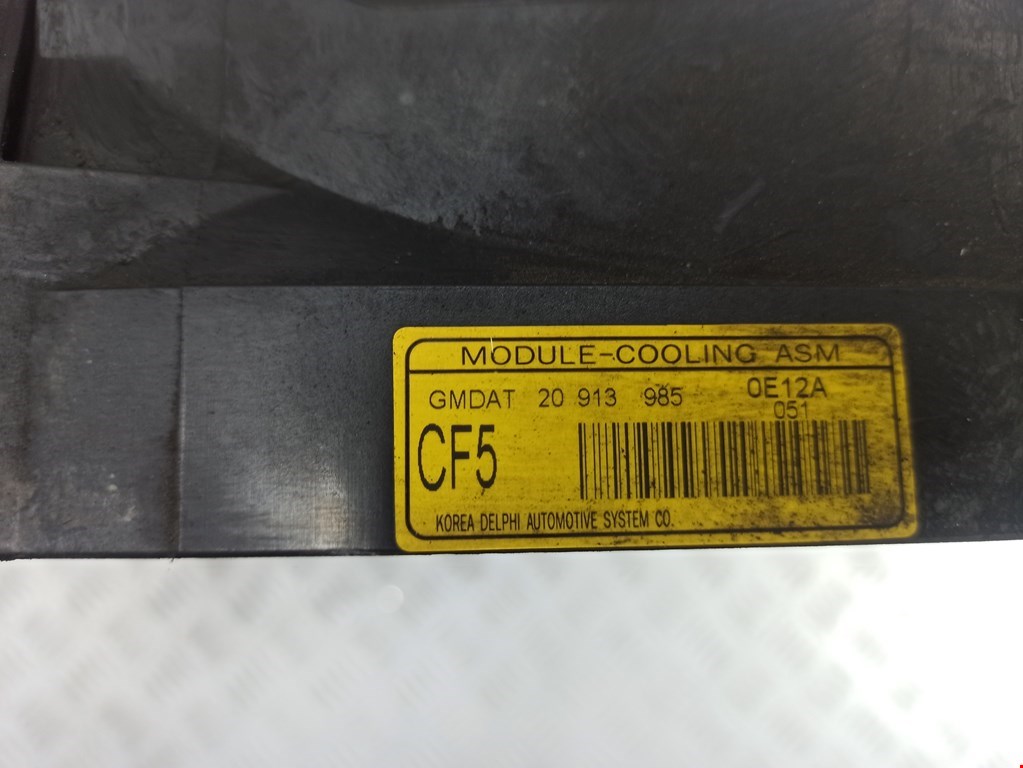 MODULE-COOLING ASM
GMDAT 20 913 985 0E12A
051
CF5
KOREA DELPHI AUTOMOTIVE SYSTEM CO.